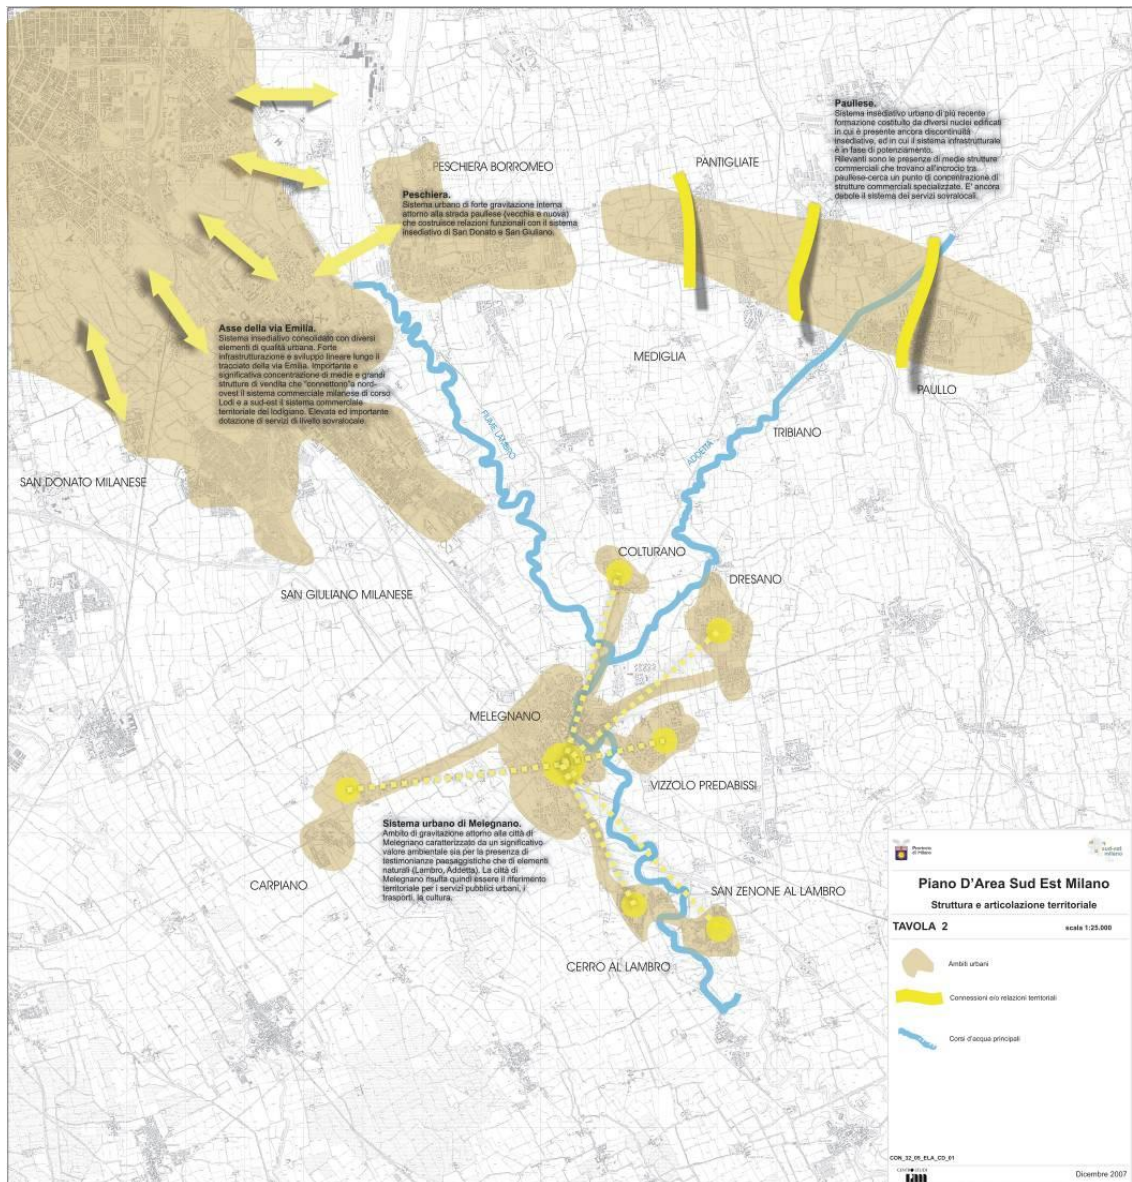 Paullese.
Sistema insediativo urbano di più recente
formazione costituito da diversi nuclei edificati
in cui è presente ancora discontinuità
insediative, ed in cui il sistema infrastrutturale
è in fase di potenziamento.
Rilevanti sono le presenze di medie strutture
commerciali che trovano all'incrocio tra
paullese-cerca un punto di concentrazione di
strutture commerciali specializzate. E' ancora
debole il sistema dei servizi sovralocali.
PESCHIERA BORROMEO
PANTIGLIATE
Peschiera.
Sistema urbano di forte gravitazione interna
attorno alla strada paullese (vecchia e nuova)
che costruisce relazioni funzionali con il sistema
insediativo di San Donato e San Giuliano.
Asse della via Emilia.
Sistema insediativo consolidato con diversi
elementi di qualità urbana. Forte
infrastrutturazione e sviluppo lineare lungo il
tracciato della via Emilia. Importante e
significativa concentrazione di medie e grandi
strutture di vendita che "connettono"a nord-
ovest il sistema commerciale milanese di corso
Lodi e a sud-est il sistema commerciale
territoriale del lodigiano. Elevata ed importante
dotazione di servizi di livello sovralocale.
MEDIGLIA
PAULLO
TRIBIANO
FIUME LAMBRO
ADDETTA
SAN DONATO MILANESE
COLTURANO
DRESANO
SAN GIULIANO MILANESE
MELEGNANO
VIZZOLO PREDABISSI
Sistema urbano di Melegnano.
Ambito di gravitazione attorno alla città di
Melegnano caratterizzato da un significativo
valore ambientale sia per la presenza di
testimonianze paesaggistiche che di elementi
naturali (Lambro, Addetta). La città di
Melegnano risulta quindi essere il riferimento
territoriale per i servizi pubblici urbani, i
trasporti, la cultura.
CARPIANO
SAN ZENONE AL LAMBRO
CERRO AL LAMBRO
Provincia
di Milano
sud-est
milano
Piano D'Area Sud Est Milano
Struttura e articolazione territoriale
TAVOLA 2
scala 1:25.000
Ambiti urbani
Connessioni e/o relazioni territoriali
Corsi d'acqua principali
CON_32_05_ELA_CD_01
CENTRO STUDI
Dicembre 2007